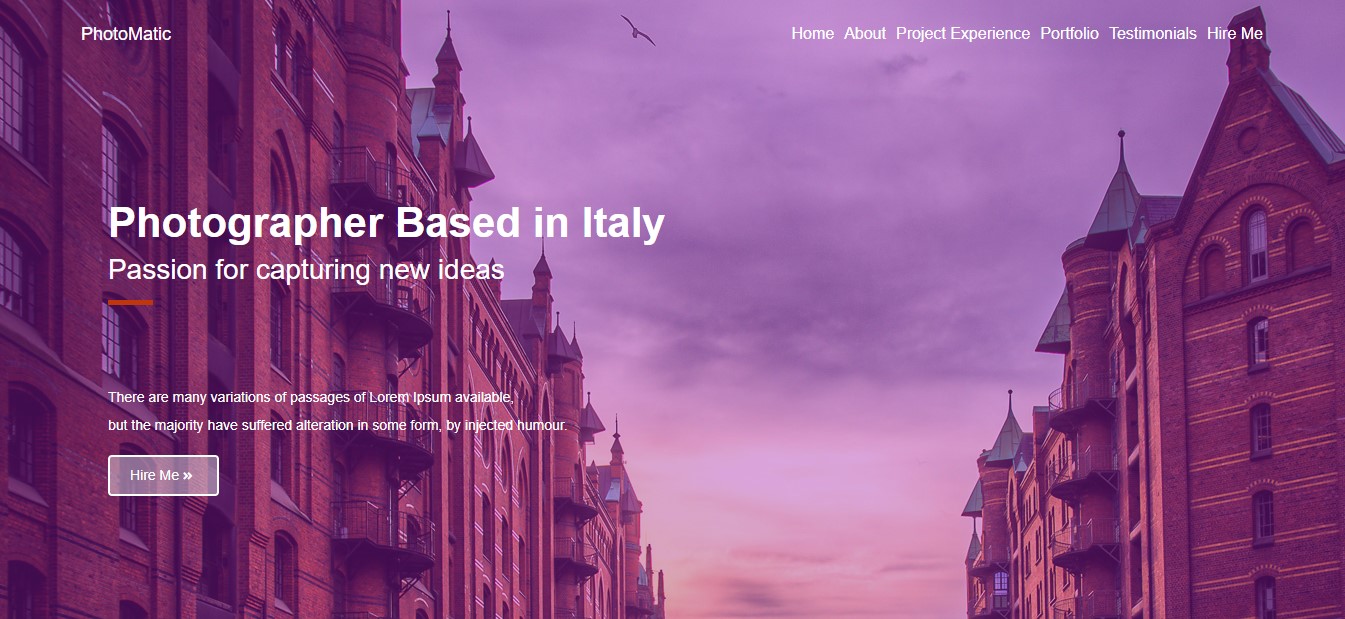 PhotoMatic
Home About Project Experience Portfolio Testimonials Hire Me
Photographer Based in Italy
Passion for capturing new ideas
There are many variations of passages of Lorem Ipsum available,
but the majority have suffered alteration in some form, by injected humour.
Hire Me »